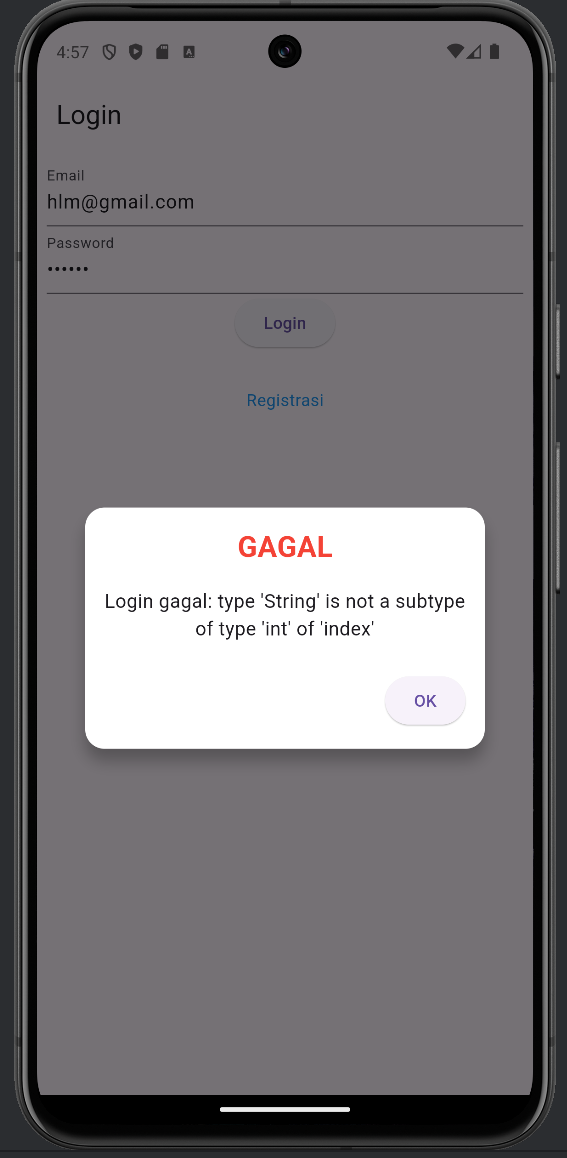 4:57
Login
Email
hlm@gmail.com
Password
••••••
Login
Registrasi
GAGAL
Login gagal: type 'String' is not a subtype
of type 'int' of 'index'
OK